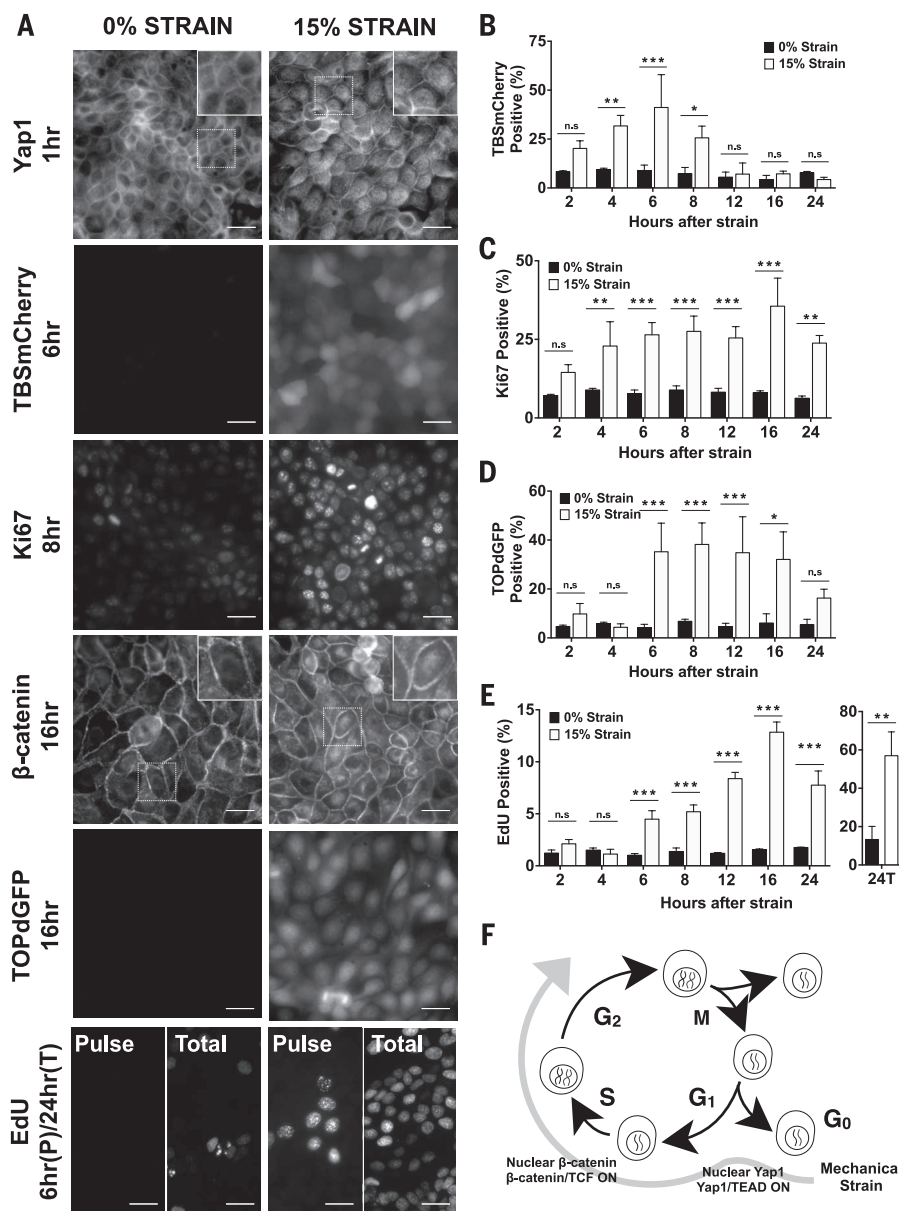 A
0% STRAIN
15% STRAIN
Yap1
1hr
TBSmCherry
6hr
Ki67
8hr
β-catenin
16hr
TOPdGFP
16hr
EdU
6hr(P)/24hr(T)
Pulse
Total
Pulse
Total
B
TBSmCherry
Positive (%)
75
50
25
0
0% Strain
15% Strain
n.s
**
***
*
n.s
n.s
n.s
2 4 6 8 12 16 24
Hours after strain
C
Ki67 Positive (%)
50
25
0
0% Strain
15% Strain
n.s
**
***
***
***
***
**
2 4 6 8 12 16 24
Hours after strain
D
TOPdGFP
Positive (%)
60
40
20
0
0% Strain
15% Strain
n.s
n.s
***
***
***
*
n.s
2 4 6 8 12 16 24
Hours after strain
E
EdU Positive (%)
15
10
5
0
0% Strain
15% Strain
n.s
n.s
***
***
***
***
***
2 4 6 8 12 16 24
Hours after strain
80
60
40
20
0
**
24T
F
G2
M
S
G1
G0
Nuclear β-catenin
β-catenin/TCF ON
Nuclear Yap1
Yap1/TEAD ON
Mechanica
Strain